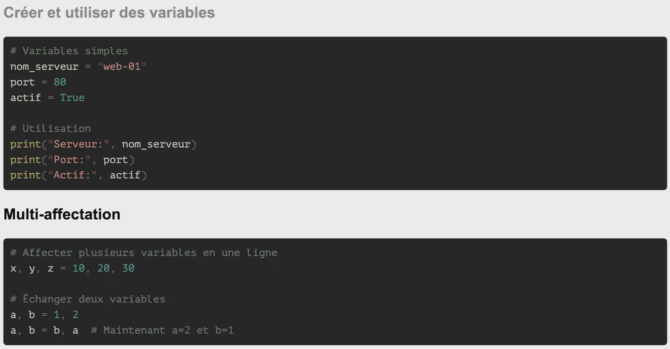 Créer et utiliser des variables
# Variables simples
nom_serveur = "web-01"
port = 80
actif = True
# Utilisation
print("Serveur:", nom_serveur)
print("Port:", port)
print("Actif:", actif)
Multi-affectation
# Affecter plusieurs variables en une ligne
x, y, z = 10, 20, 30
# Échanger deux variables
a, b = 1, 2
a, b = b, a  # Maintenant a=2 et b=1